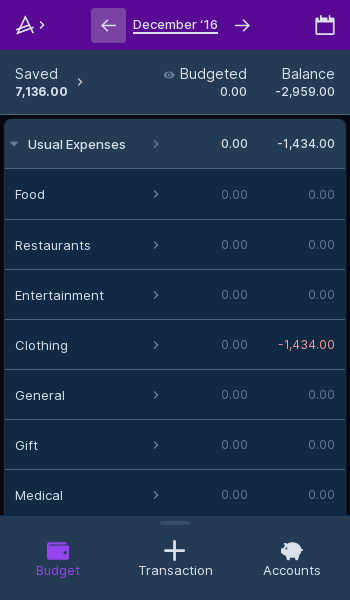 December ‘16
Saved Budgeted Balance
7,136.00 0.00 -2,959.00
Usual Expenses 0.00 -1,434.00
Food 0.00 0.00
Restaurants 0.00 0.00
Entertainment 0.00 0.00
Clothing 0.00 -1,434.00
General 0.00 0.00
Gift 0.00 0.00
Medical 0.00 0.00
Budget Transaction Accounts